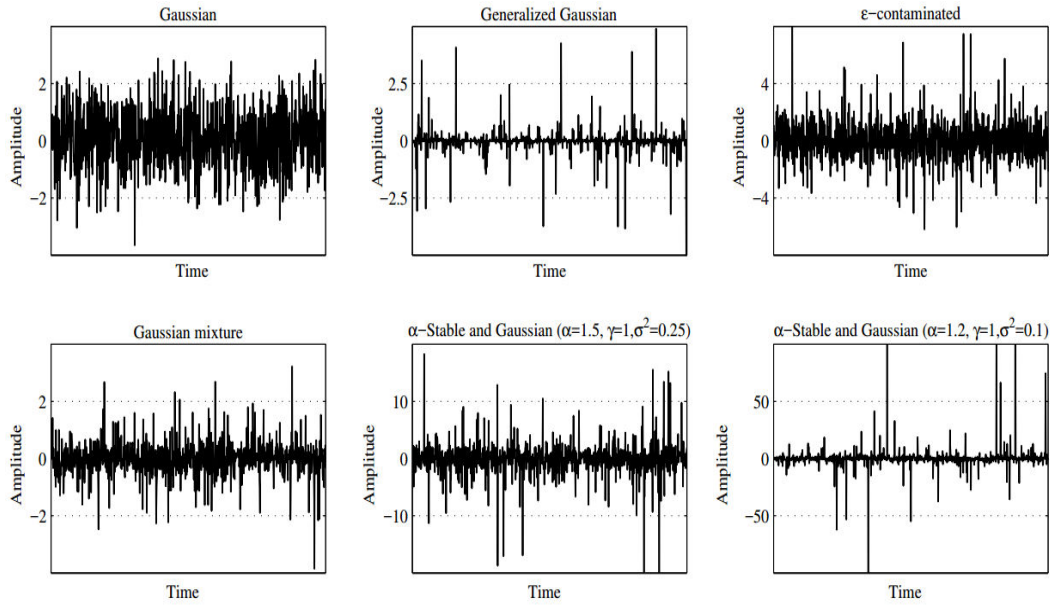 Gaussian
Generalized Gaussian
ε−contaminated
Amplitude
2
0
−2
Time
Amplitude
2.5
0
−2.5
Time
Amplitude
4
0
−4
Time
Gaussian mixture
α−Stable and Gaussian (α=1.5, γ=1,σ²=0.25)
α−Stable and Gaussian (α=1.2, γ=1,σ²=0.1)
Amplitude
2
0
−2
Time
Amplitude
10
0
−10
Time
Amplitude
50
0
−50
Time